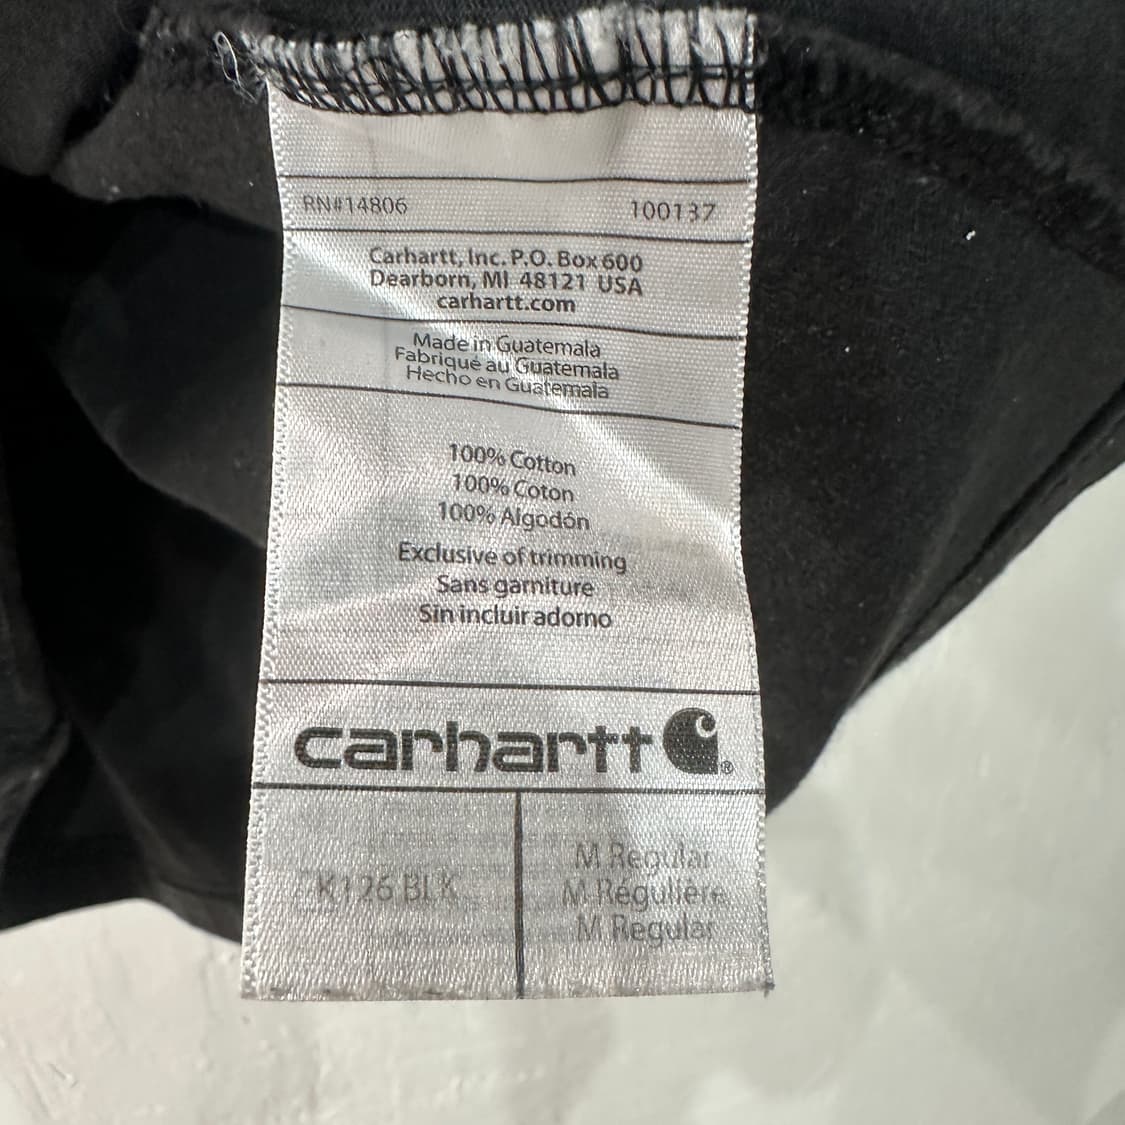 RN#14806 100137
Carhartt, Inc. P.O. Box 600
Dearborn, MI 48121 USA
carhartt.com
Made in Guatemala
Fabriqué au Guatemala
Hecho en Guatemala
100% Cotton
100% Coton
100% Algodón
Exclusive of trimming
Sans garniture
Sin incluir adorno
carhartt®
K126 BLK
M Regular
M Régulière
M Regular